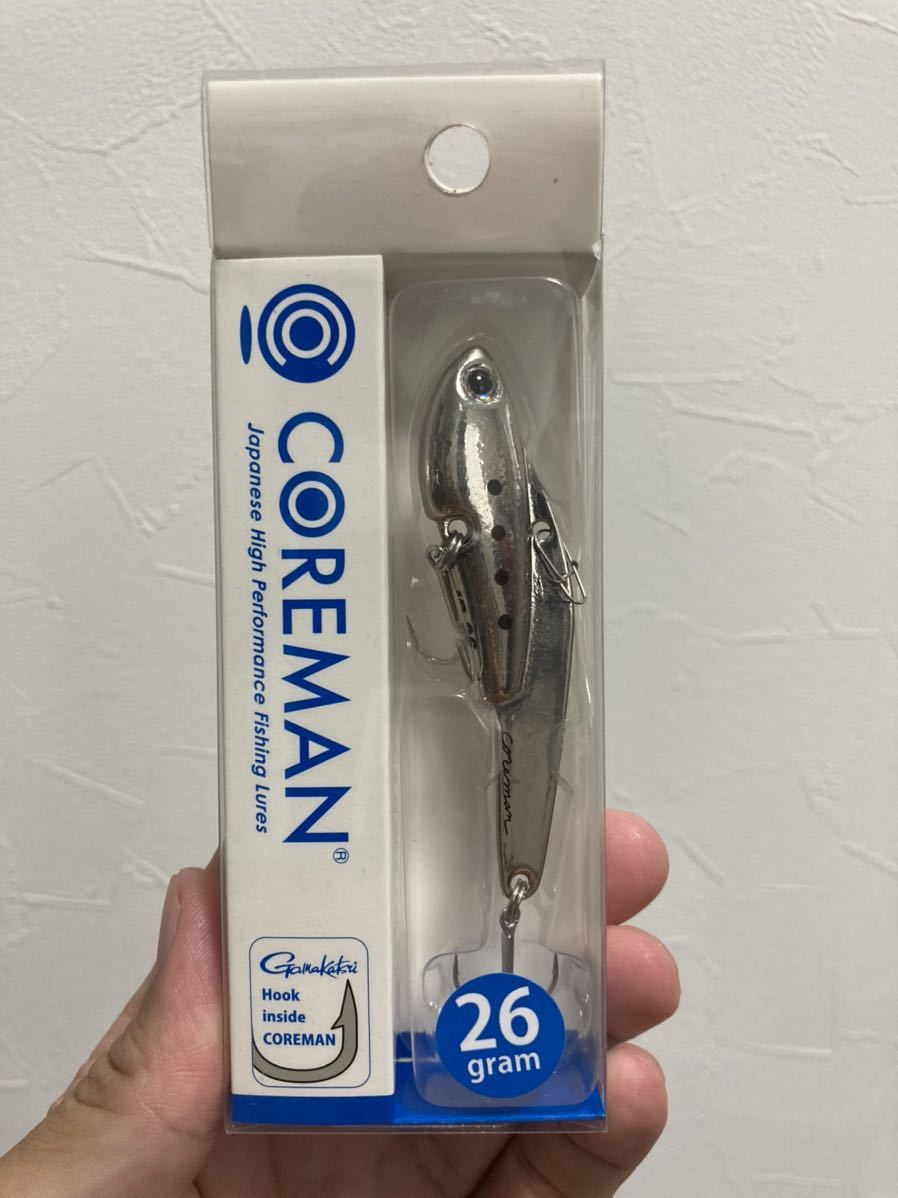 COREMAN®
Japanese High Performance Fishing Lures
Gamakatsu
Hook
inside
COREMAN
coreman
26
gram